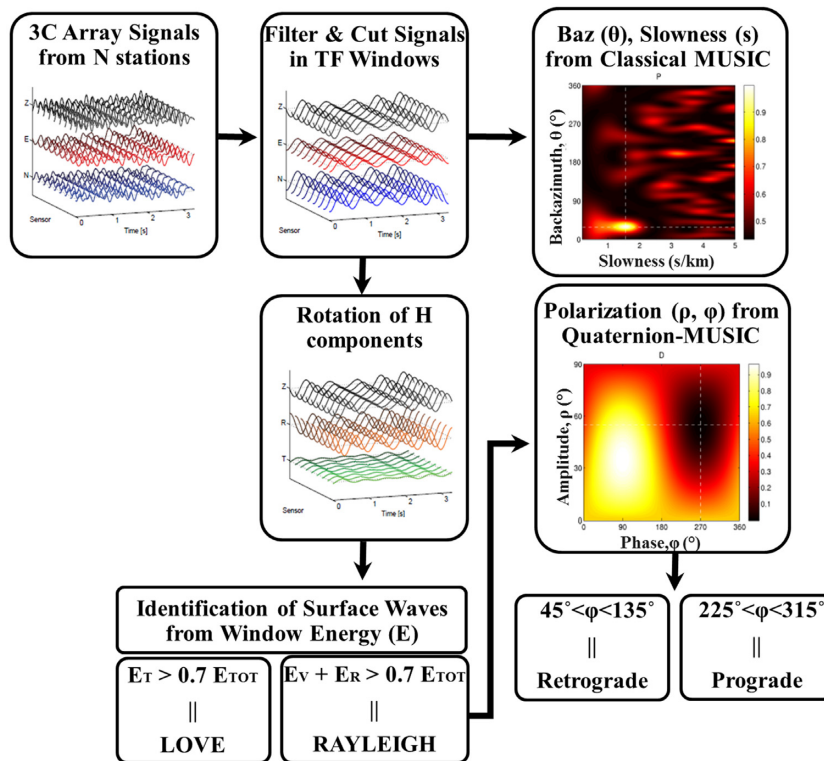 3C Array Signals
from N stations
Z
E
N
Sensor
0
1
2
3
Time [s]
Filter & Cut Signals
in TF Windows
Z
E
N
Sensor
0
1
2
3
Time [s]
Baz (θ), Slowness (s)
from Classical MUSIC
P
Backazimuth, θ (°)
360
270
180
90
0
1
2
3
4
5
Slowness (s/km)
0.9
0.8
0.7
0.6
0.5
Rotation of H
components
Z
R
T
Sensor
0
1
2
3
Time [s]
Polarization (ρ, φ) from
Quaternion-MUSIC
D
Amplitude, ρ (°)
90
60
30
0
0
90
180
270
360
Phase,φ (°)
0.9
0.8
0.7
0.6
0.5
0.4
0.3
0.2
0.1
Identification of Surface Waves
from Window Energy (E)
ET > 0.7 ETOT
||
LOVE
EV + ER > 0.7 ETOT
||
RAYLEIGH
45°<φ<135°
||
Retrograde
225°<φ<315°
||
Prograde